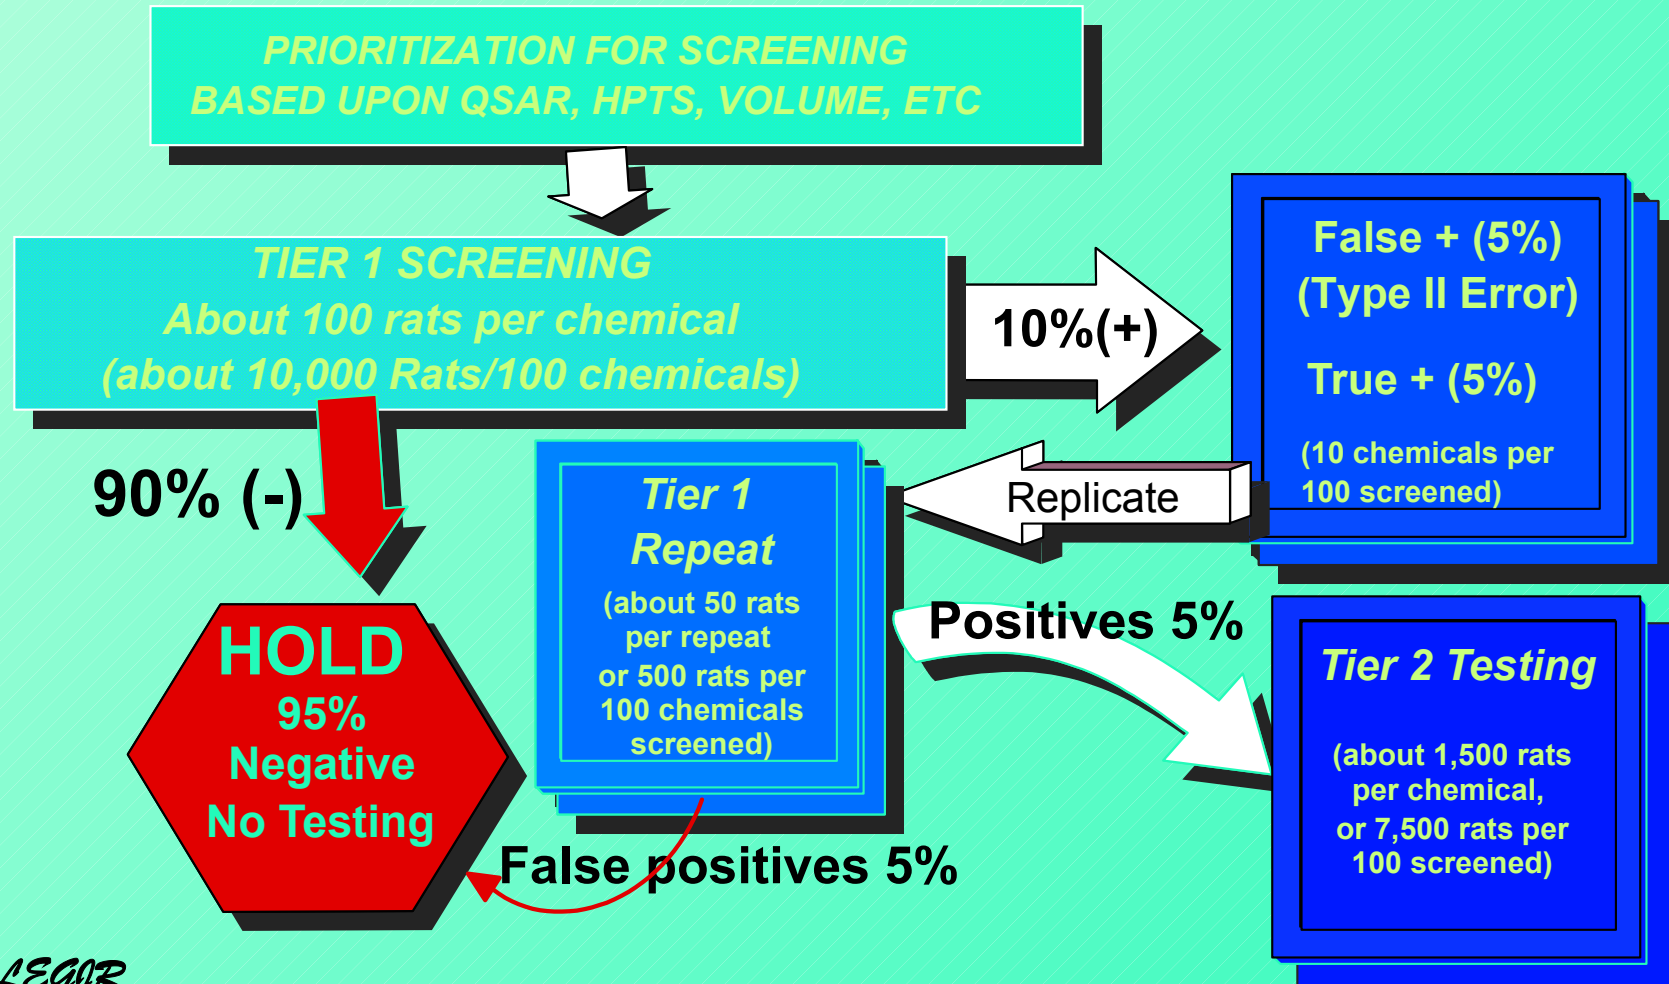 PRIORITIZATION FOR SCREENING
BASED UPON QSAR, HPTS, VOLUME, ETC
TIER 1 SCREENING
About 100 rats per chemical
(about 10,000 Rats/100 chemicals)
10%(+)
False + (5%)
(Type II Error)
True + (5%)
(10 chemicals per
100 screened)
90% (-)
Replicate
Tier 1
Repeat
(about 50 rats
per repeat
or 500 rats per
100 chemicals
screened)
Positives 5%
Tier 2 Testing
(about 1,500 rats
per chemical,
or 7,500 rats per
100 screened)
HOLD
95%
Negative
No Testing
False positives 5%
LEGJR